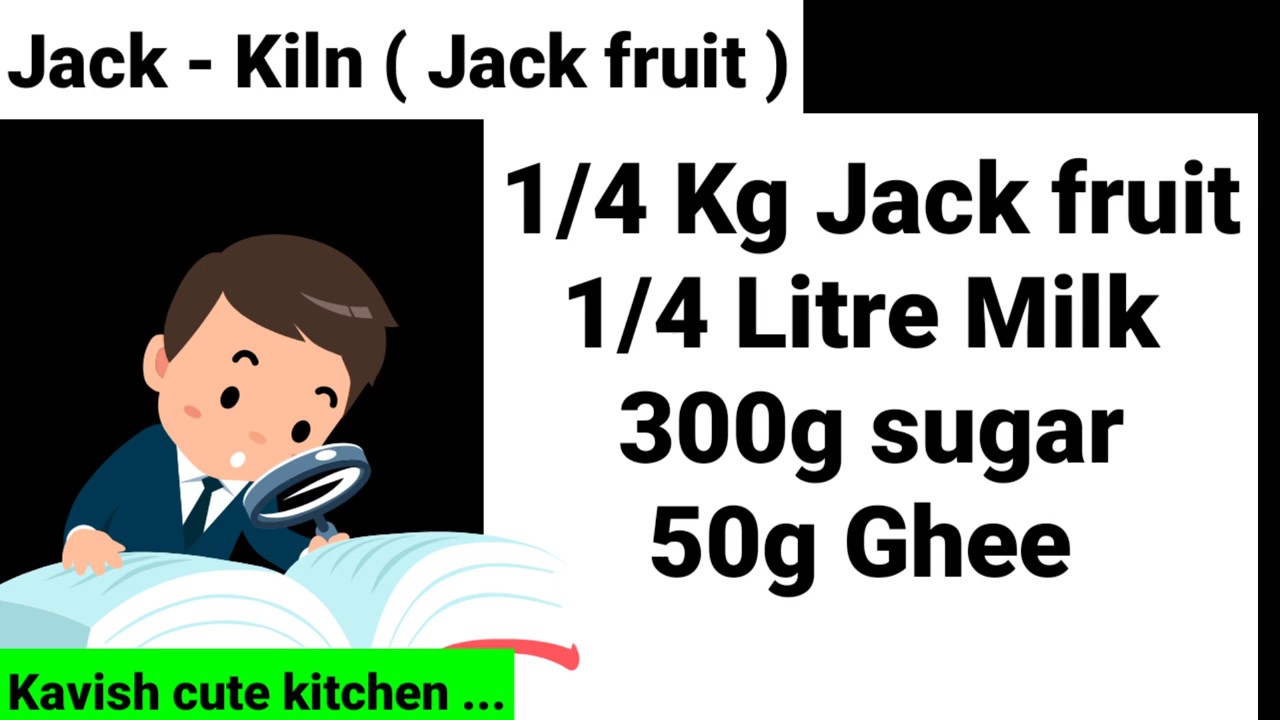 Jack - Kiln ( Jack fruit )
1/4 Kg Jack fruit
1/4 Litre Milk
300g sugar
50g Ghee
Kavish cute kitchen ...